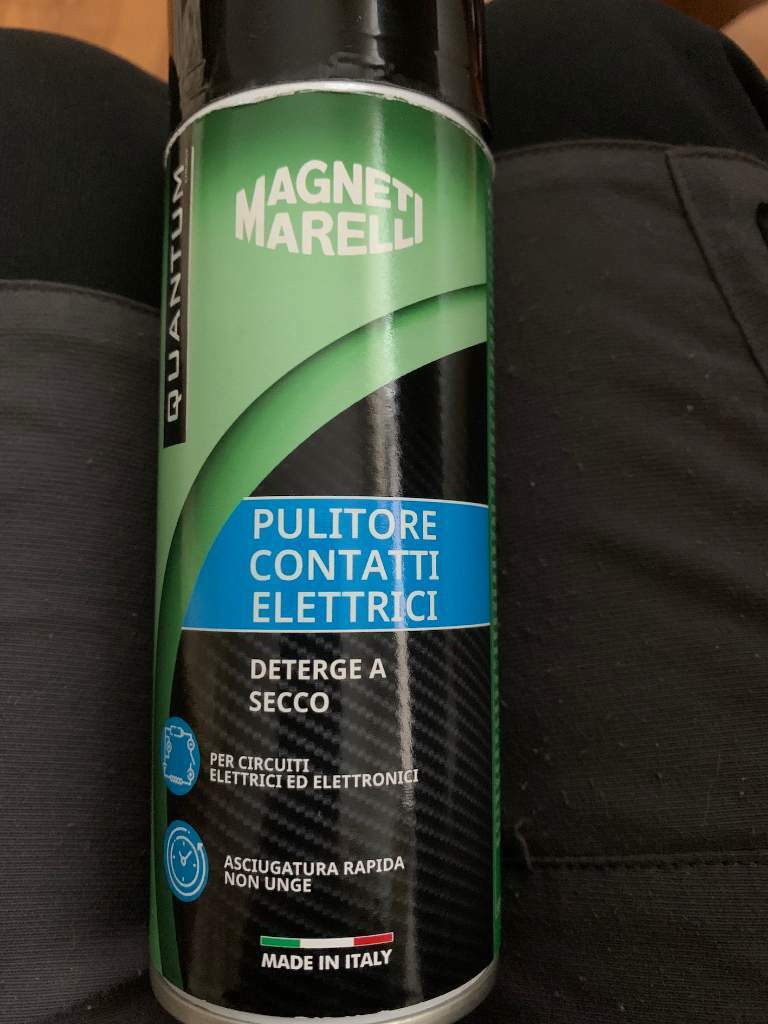 MAGNETI
MARELLI
QUANTUM
PULITORE
CONTATTI
ELETTRICI
DETERGE A
SECCO
PER CIRCUITI
ELETTRICI ED ELETTRONICI
ASCIUGATURA RAPIDA
NON UNGE
MADE IN ITALY